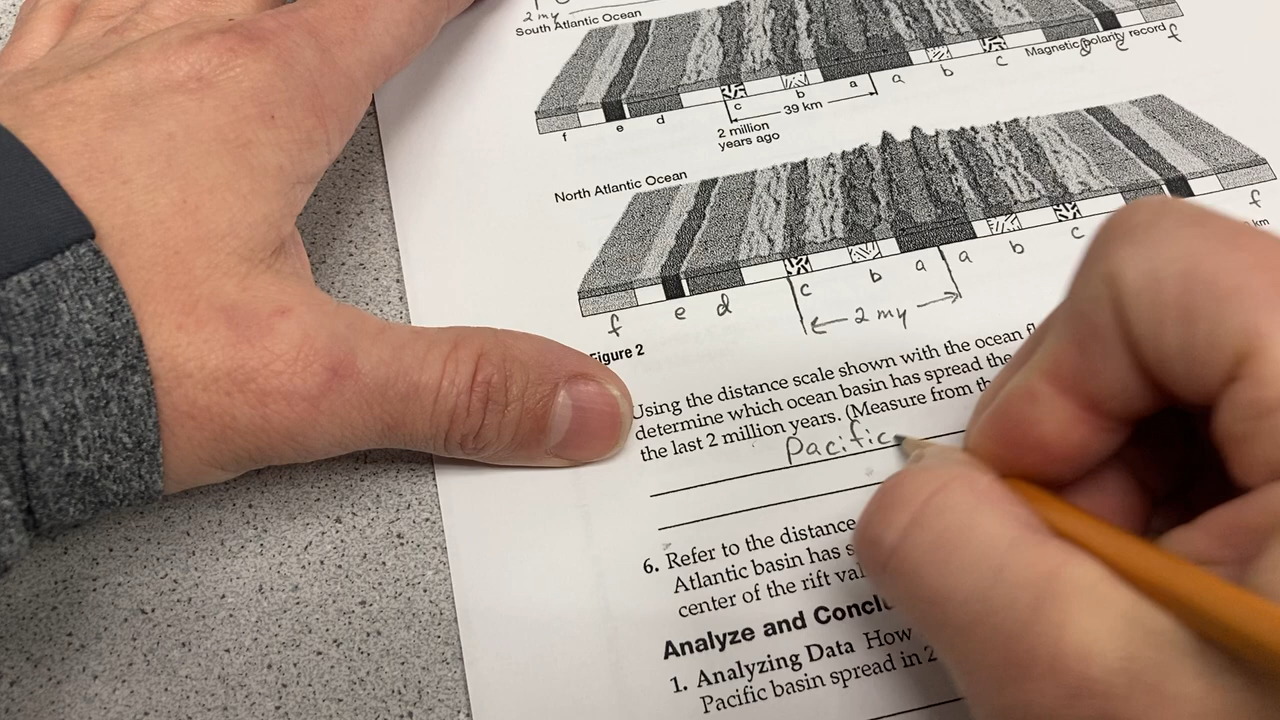 2 my
South Atlantic Ocean
Magnetic polarity record f
f e d c b a a b c
39 km
2 million
years ago
North Atlantic Ocean
f
km
f e d c b a a b c
2 my
Figure 2
Using the distance scale shown with the ocean
determine which ocean basin has spread the
the last 2 million years. (Measure from
Pacific
6. Refer to the distance
Atlantic basin has
center of the rift
Analyze and
1. Analyzing Data How
Pacific basin spread in 2